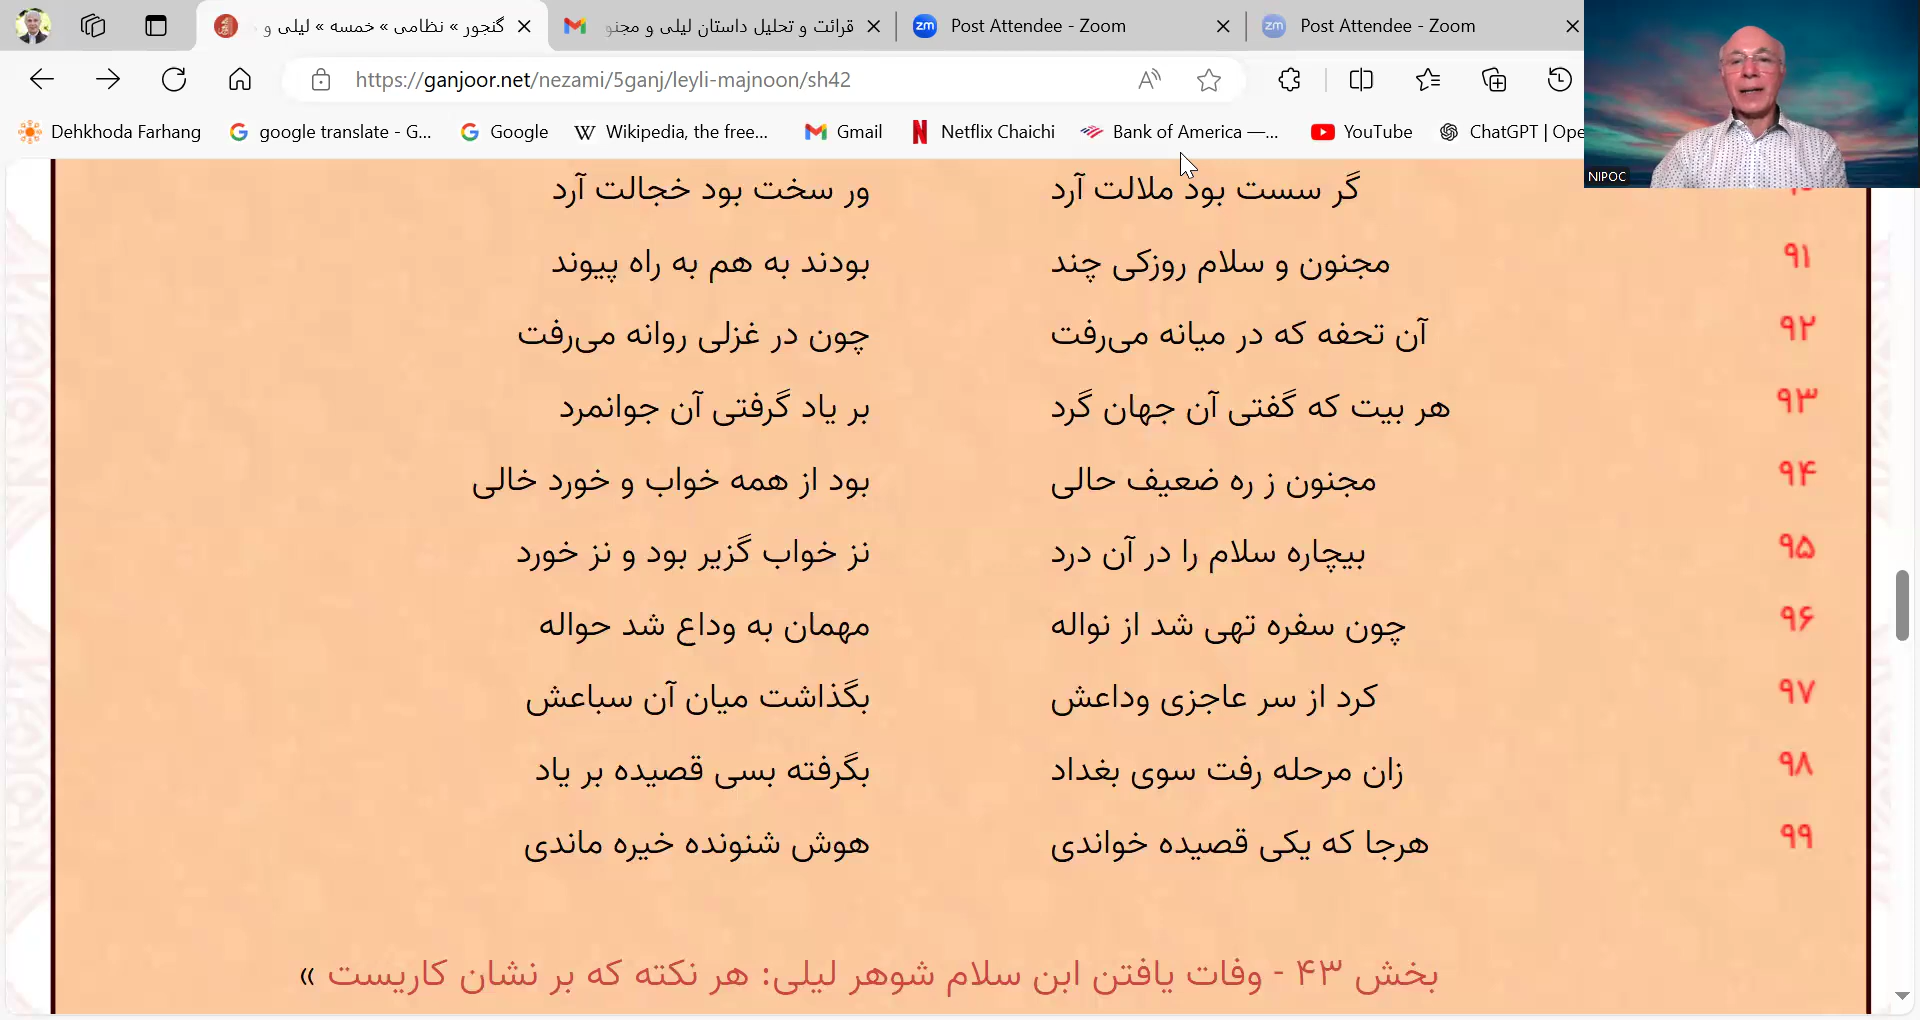 گنجور » نظامی » خمسه » لیلی و
قرائت و تحلیل داستان لیلی و مجنو
Post Attendee - Zoom
Post Attendee - Zoom
https://ganjoor.net/nezami/5ganj/leyli-majnoon/sh42
Dehkhoda Farhang
google translate - G...
Google
Wikipedia, the free...
Gmail
Netflix Chaichi
Bank of America —...
YouTube
ChatGPT | Ope
NIPOC
گر سست بود ملالت آرد ور سخت بود خجالت آرد
۹۱ مجنون و سلام روزکی چند بودند به هم به راه پیوند
۹۲ آن تحفه که در میانه می‌رفت چون در غزلی روانه می‌رفت
۹۳ هر بیت که گفتی آن جهان گرد بر یاد گرفتی آن جوانمرد
۹۴ مجنون ز ره ضعیف حالی بود از همه خواب و خورد خالی
۹۵ بیچاره سلام را در آن درد نز خواب گزیر بود و نز خورد
۹۶ چون سفره تهی شد از نواله مهمان به وداع شد حواله
۹۷ کرد از سر عاجزی وداعش بگذاشت میان آن سباعش
۹۸ زان مرحله رفت سوی بغداد بگرفته بسی قصیده بر یاد
۹۹ هرجا که یکی قصیده خواندی هوش شنونده خیره ماندی
بخش ۴۳ - وفات یافتن ابن سلام شوهر لیلی: هر نکته که بر نشان کاریست »